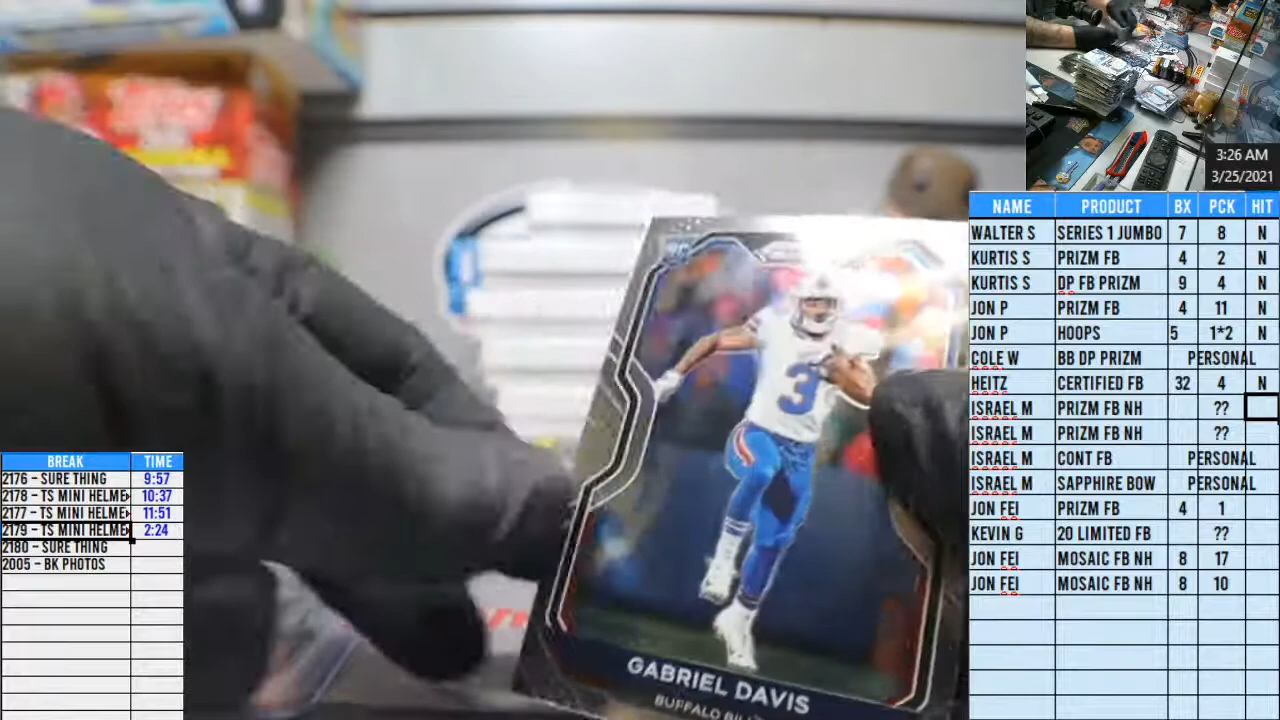 3:26 AM
3/25/2021
NAME PRODUCT BX PCK HIT
WALTER S SERIES 1 JUMBO 7 8 N
KURTIS S PRIZM FB 4 2 N
KURTIS S DP FB PRIZM 9 4 N
JON P PRIZM FB 4 11 N
JON P HOOPS 5 1*2 N
COLE W BB DP PRIZM PERSONAL
HEITZ CERTIFIED FB 32 4 N
ISRAEL M PRIZM FB NH ??
ISRAEL M PRIZM FB NH ??
ISRAEL M CONT FB PERSONAL
ISRAEL M SAPPHIRE BOW PERSONAL
JON FEI PRIZM FB 4 1
KEVIN G 20 LIMITED FB ??
JON FEI MOSAIC FB NH 8 17
JON FEI MOSAIC FB NH 8 10
BREAK TIME
2176 - SURE THING 9:57
2178 - TS MINI HELME 10:37
2177 - TS MINI HELME 11:51
2179 - TS MINI HELME 2:24
2180 - SURE THING
2005 - BK PHOTOS
TOPPS
RC
3
GABRIEL DAVIS
BUFFALO